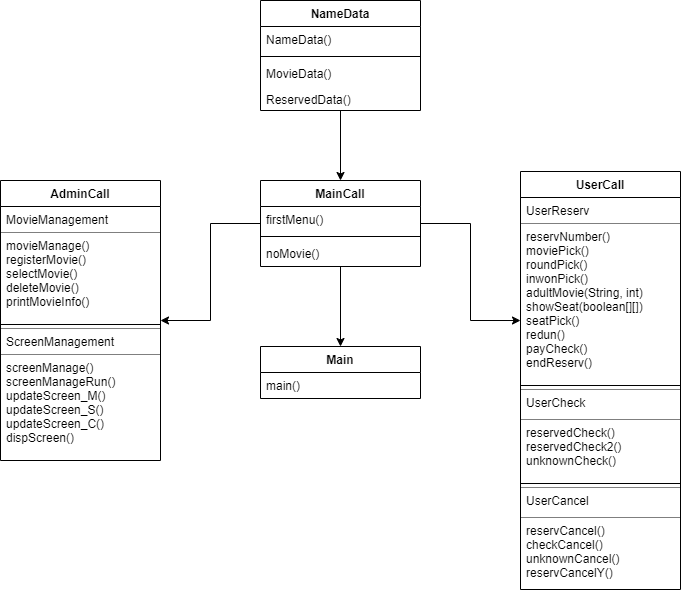 NameData
NameData()
MovieData()
ReservedData()
AdminCall
MovieManagement
movieManage()
registerMovie()
selectMovie()
deleteMovie()
printMovieInfo()
ScreenManagement
screenManage()
screenManageRun()
updateScreen_M()
updateScreen_S()
updateScreen_C()
dispScreen()
MainCall
firstMenu()
noMovie()
Main
main()
UserCall
UserReserv
reservNumber()
moviePick()
roundPick()
inwonPick()
adultMovie(String, int)
showSeat(boolean[][])
seatPick()
redun()
payCheck()
endReserv()
UserCheck
reservedCheck()
reservedCheck2()
unknownCheck()
UserCancel
reservCancel()
checkCancel()
unknownCancel()
reservCancelY()